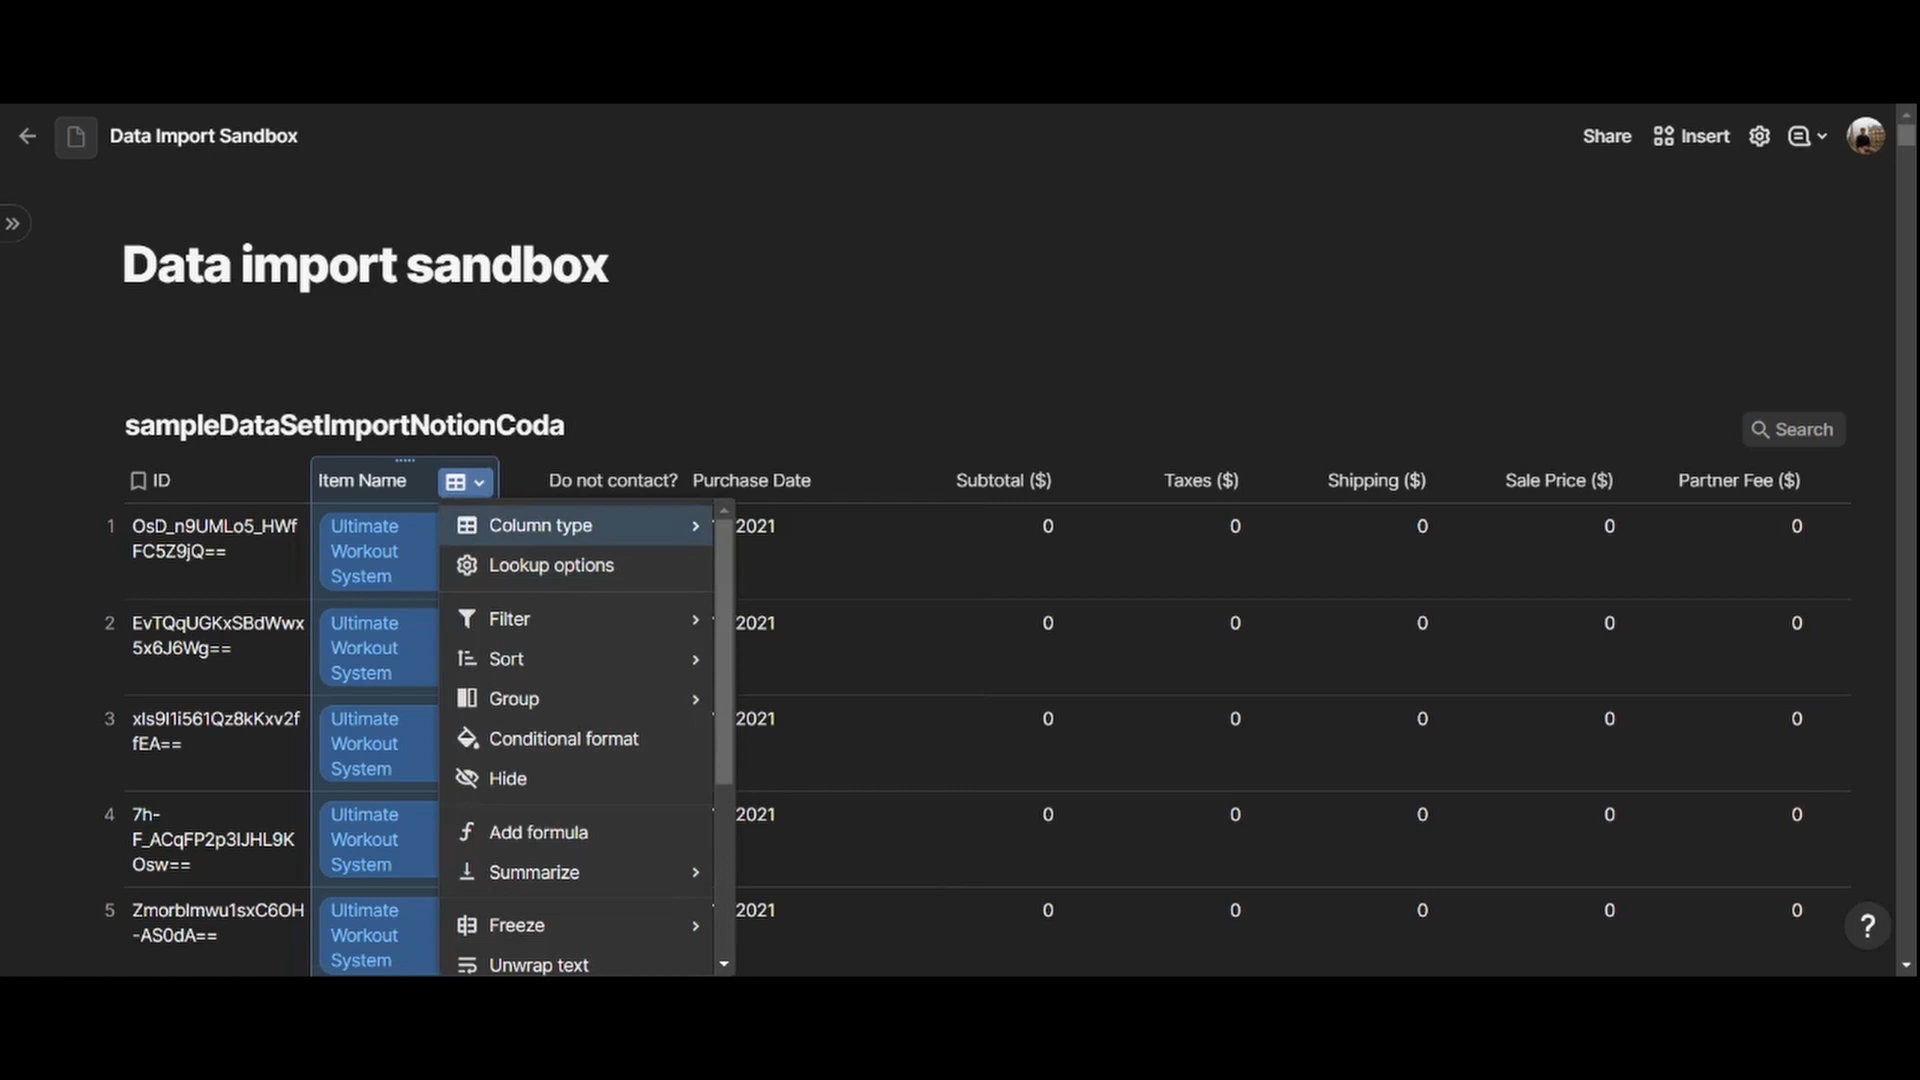 Data Import Sandbox
Share
Insert
Data import sandbox
sampleDataSetImportNotionCoda
Search
ID
Item Name
Do not contact?
Purchase Date
Subtotal ($)
Taxes ($)
Shipping ($)
Sale Price ($)
Partner Fee ($)
Column type
Lookup options
Filter
Sort
Group
Conditional format
Hide
Add formula
Summarize
Freeze
Unwrap text
1
OsD_n9UMLo5_HWf
FC5Z9jQ==
Ultimate
Workout
System
2021
0
0
0
0
0
2
EvTQqUGKxSBdWwx
5x6J6Wg==
Ultimate
Workout
System
2021
0
0
0
0
0
3
Ultimate
Workout
System
fEA==
2021
0
0
0
0
0
4
7h-
Osw==
Ultimate
Workout
System
2021
0
0
0
0
0
5
-AS0dA==
Ultimate
Workout
System
2021
0
0
0
0
0
?